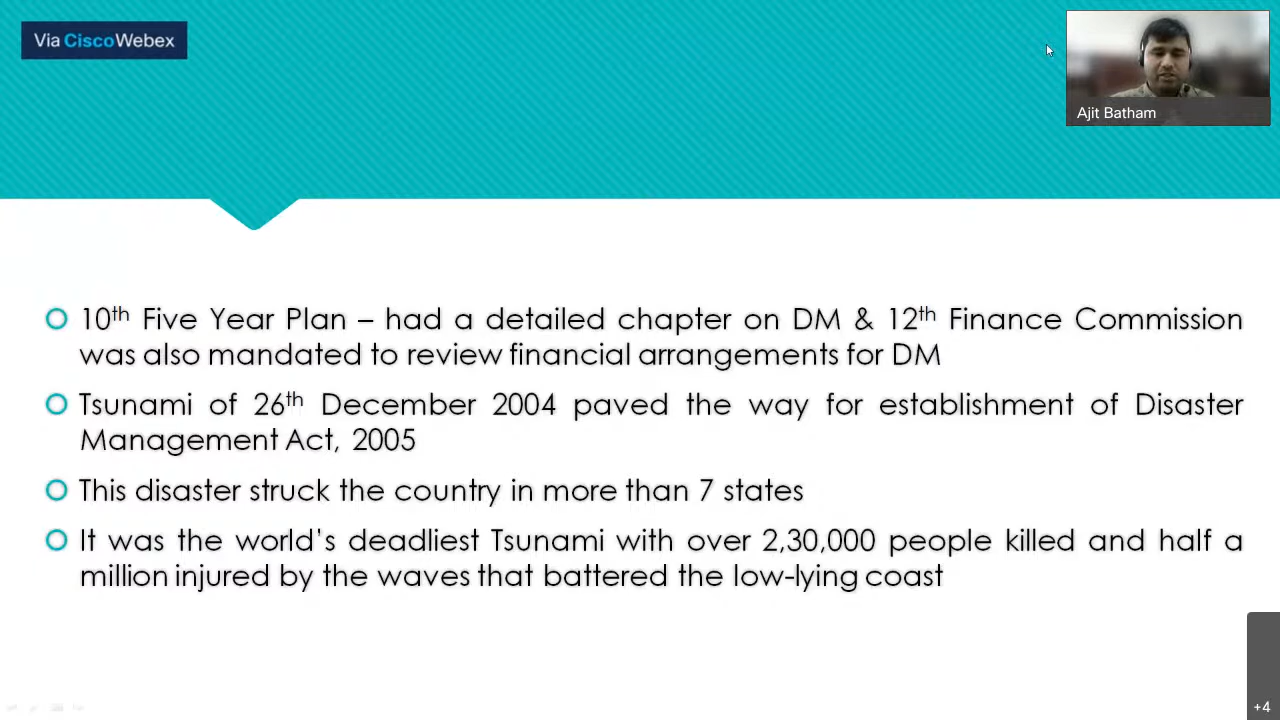 Via CiscoWebex
Ajit Batham
10th Five Year Plan – had a detailed chapter on DM & 12th Finance Commission
was also mandated to review financial arrangements for DM
Tsunami of 26th December 2004 paved the way for establishment of Disaster
Management Act, 2005
This disaster struck the country in more than 7 states
It was the world’s deadliest Tsunami with over 2,30,000 people killed and half a
million injured by the waves that battered the low-lying coast
+4